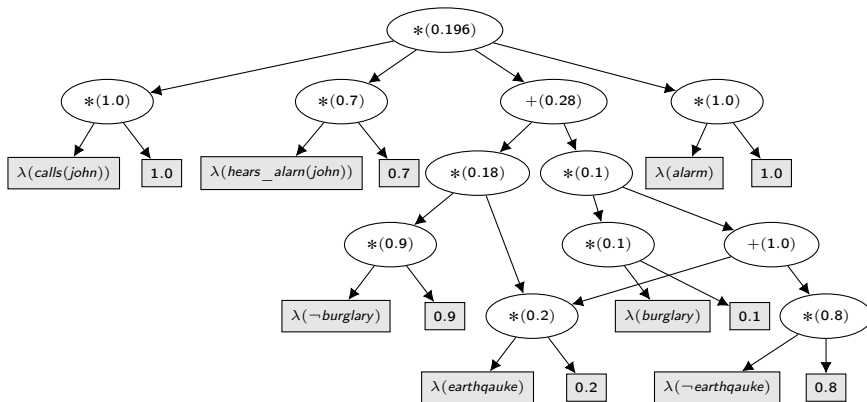 *(0.196)
*(1.0) *(0.7) +(0.28) *(1.0)
λ(calls(john)) 1.0 λ(hears_alarn(john)) 0.7 *(0.18) *(0.1) λ(alarm) 1.0
*(0.9) *(0.1) +(1.0)
λ(¬burglary) 0.9 *(0.2) λ(burglary) 0.1 *(0.8)
λ(earthqauke) 0.2 λ(¬earthqauke) 0.8